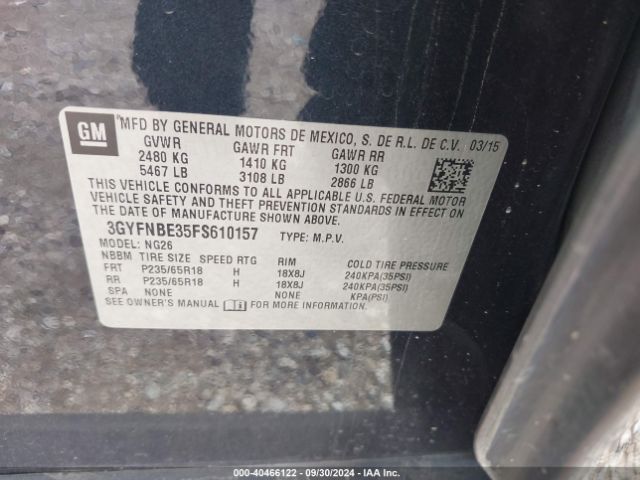 GM
MFD BY GENERAL MOTORS DE MEXICO, S. DE R.L. DE C.V. 03/15
GVWR GAWR FRT GAWR RR
2480 KG 1410 KG 1300 KG
5467 LB 3108 LB 2866 LB
THIS VEHICLE CONFORMS TO ALL APPLICABLE U.S. FEDERAL MOTOR
VEHICLE SAFETY AND THEFT PREVENTION STANDARDS IN EFFECT ON
THE DATE OF MANUFACTURE SHOWN ABOVE.
3GYFNBE35FS610157 TYPE: M.P.V.
MODEL: NG26
NBBM TIRE SIZE SPEED RTG RIM COLD TIRE PRESSURE
FRT P235/65R18 H 18X8J 240KPA(35PSI)
RR P235/65R18 H 18X8J 240KPA(35PSI)
SPA NONE NONE KPA(PSI)
SEE OWNER'S MANUAL FOR MORE INFORMATION.
000-40466122 - 09/30/2024 - IAA Inc.